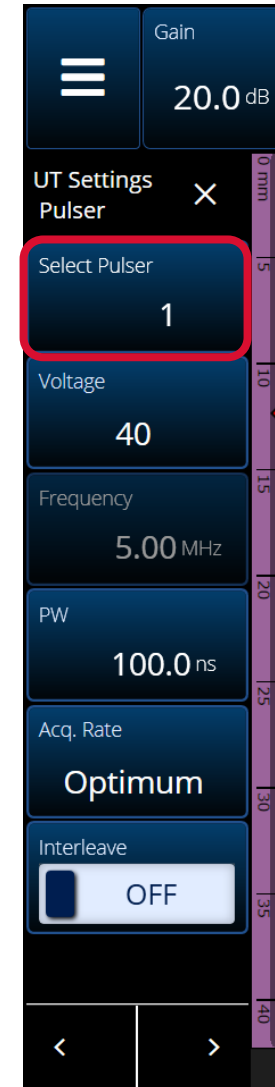 Gain
20.0 dB
UT Settings
Pulser
×
Select Pulser
1
Voltage
40
Frequency
5.00 MHz
PW
100.0 ns
Acq. Rate
Optimum
Interleave
OFF
<
>
0 mm
5
10
15
20
25
30
35
40